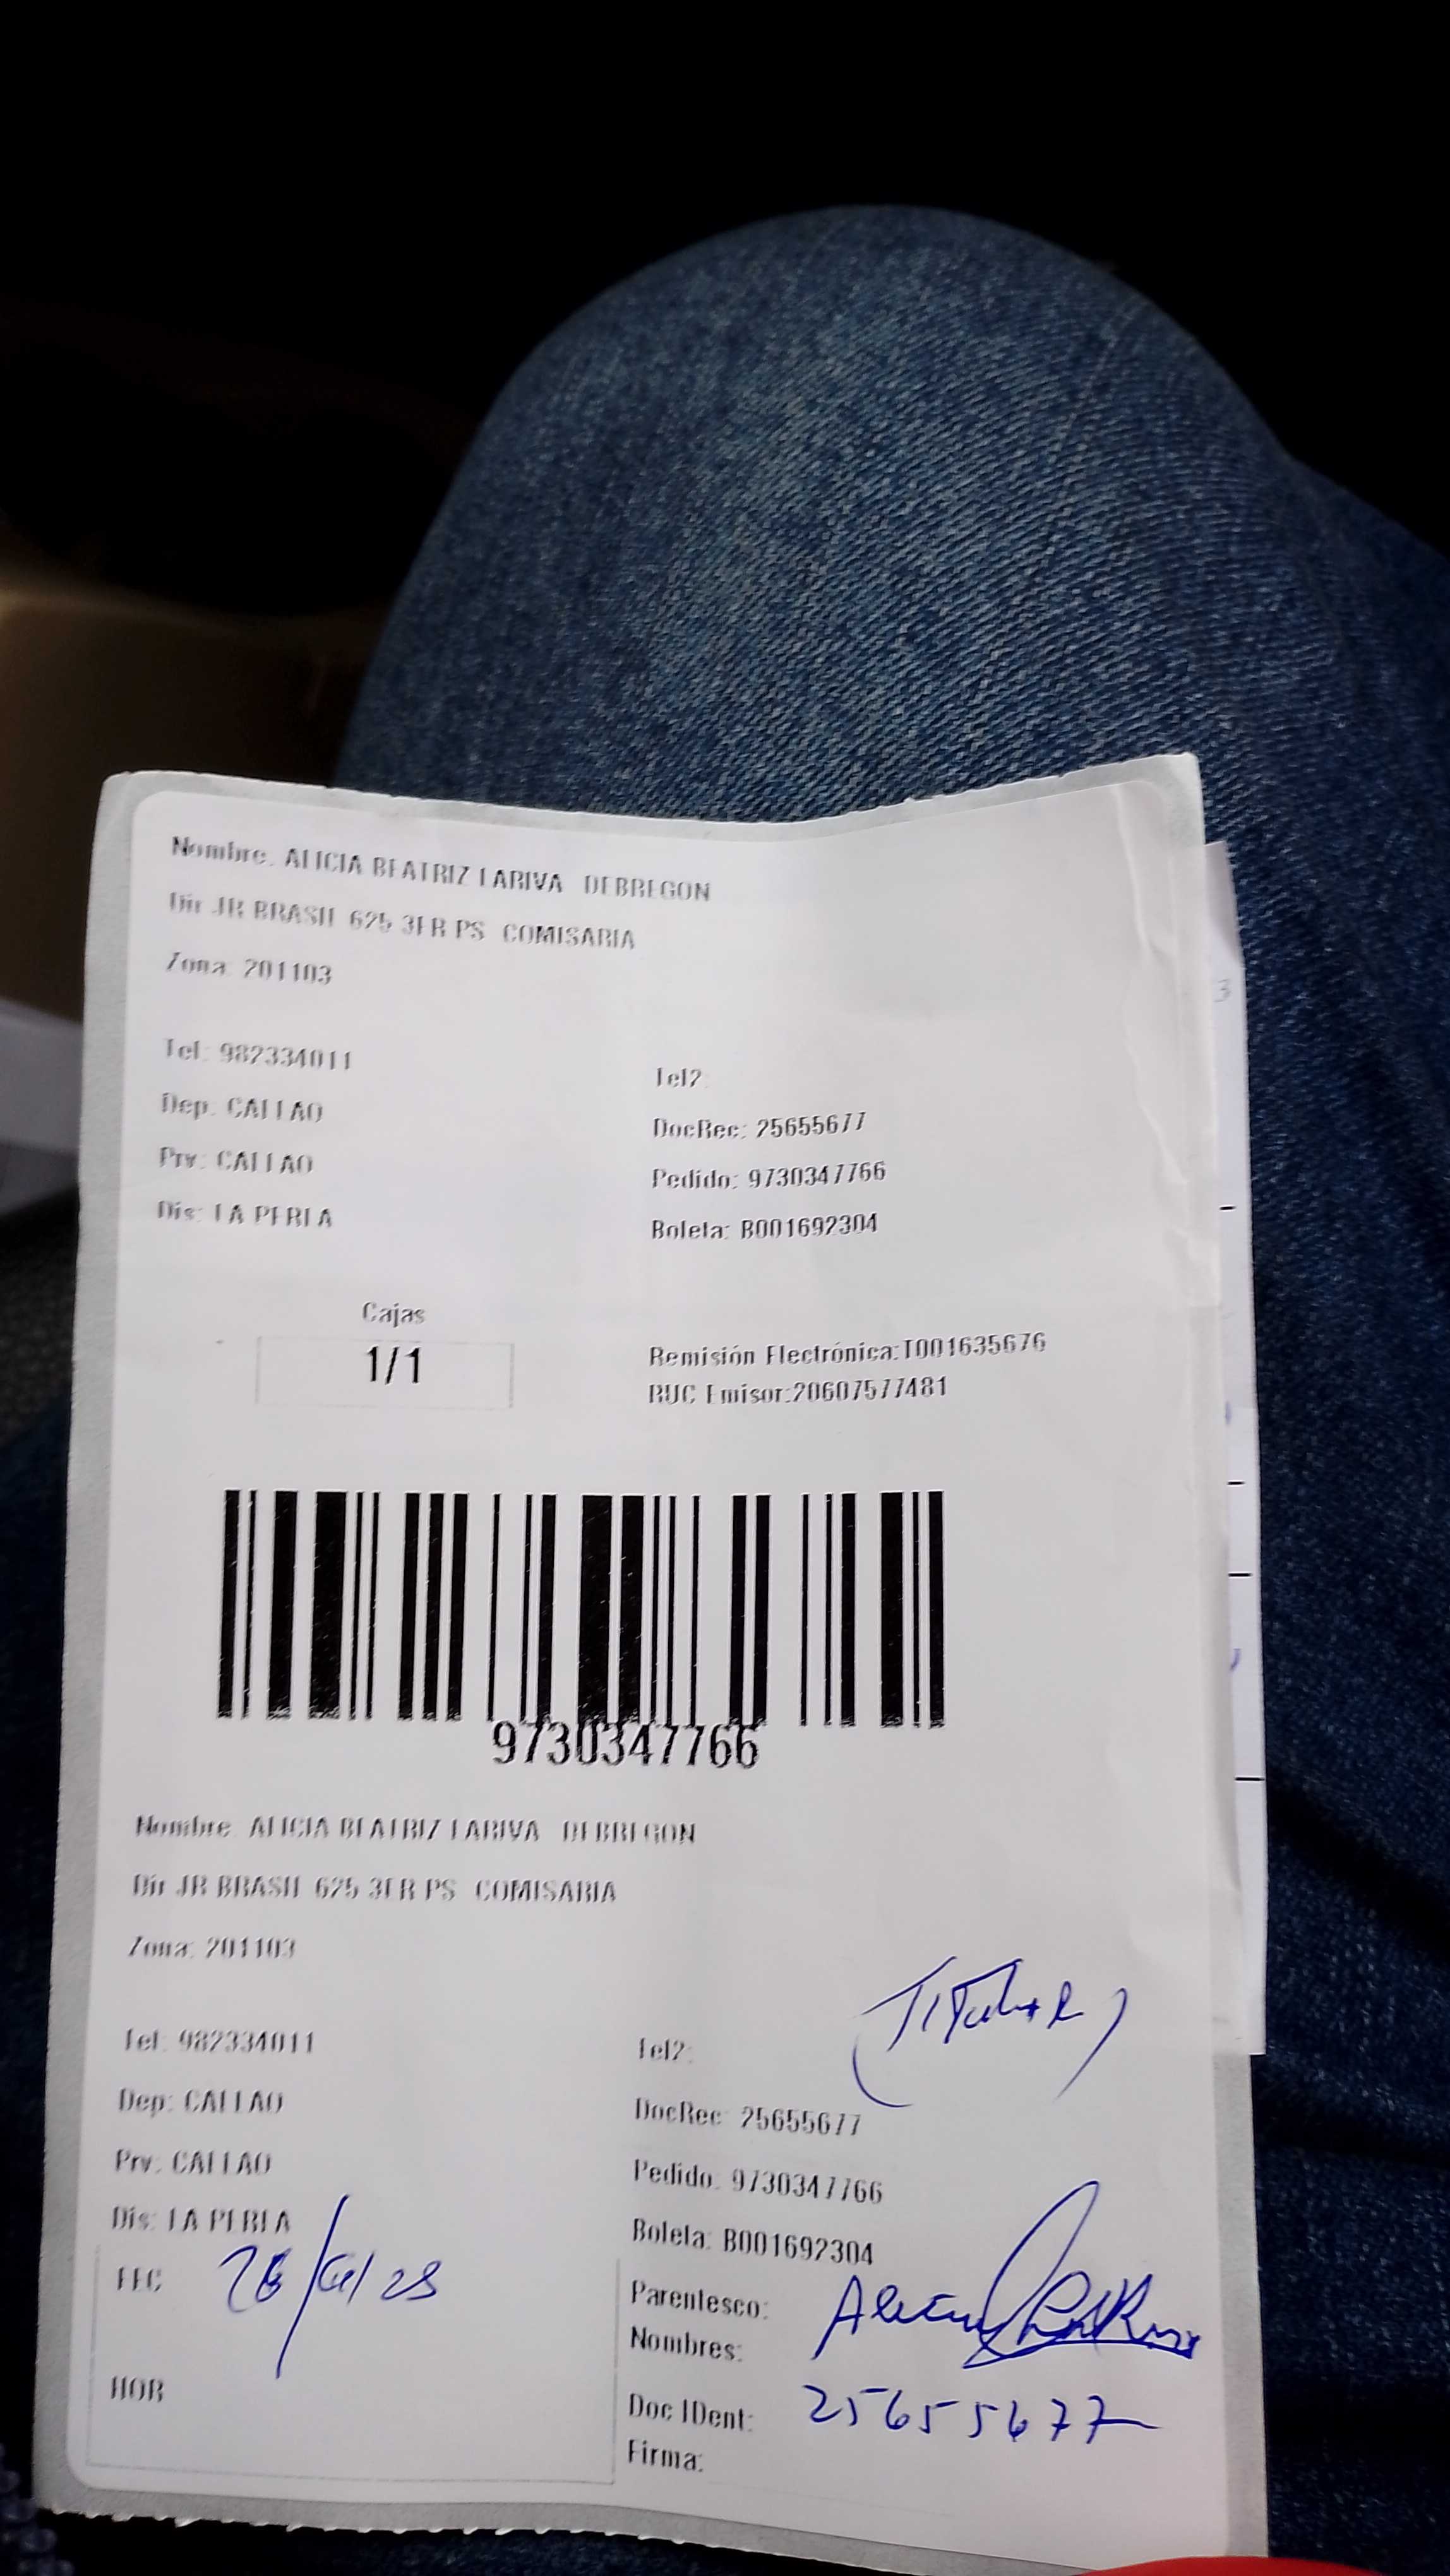 Nombre: ALICIA BEATRIZ LARIVA DEBREGON
Dir JR BRASIL 625 3ER PS COMISARIA
Zona: 201103
Tel: 982334011
Tel2:
Dep: CALLAO
DocRec: 25655677
Prv: CALLAO
Pedido: 9730347766
Dis: LA PERLA
Boleta: B001692304
Cajas
1/1
Remisión Electrónica:T001635676
RUC Emisor:20607577481
9730347766
Nombre ALICIA BEATRIZ LARIVA DEBREGON
Dir JR BRASIL 625 3ER PS COMISARIA
Zona: 201103
(Titular)
Tel: 982334011
Tel2:
Dep: CALLAO
DocRec: 25655677
Prv: CALLAO
Pedido: 9730347766
Dis: LA PERLA
Boleta: B001692304
FEC
Parentesco:
Nombres:
HOR
Doc IDent: 25655677
Firma: